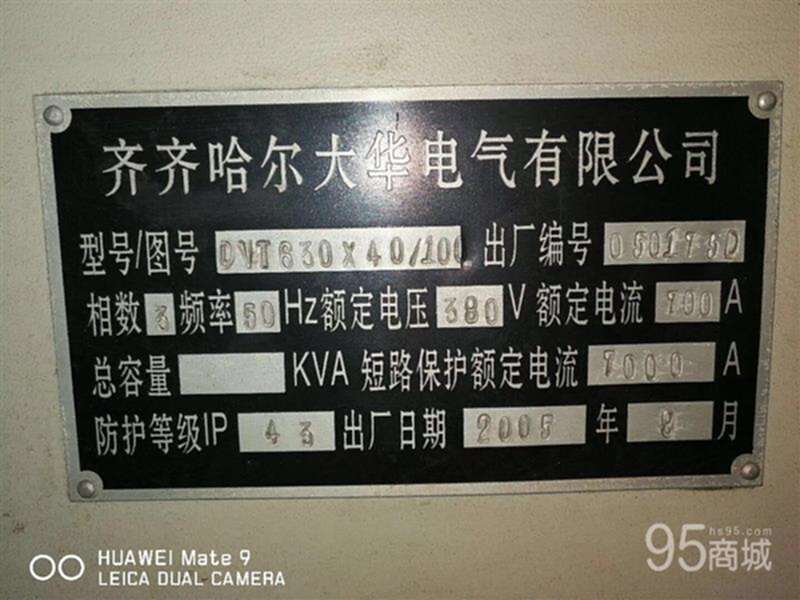 齐齐哈尔大华电气有限公司
型号/图号 DVT630X40/100 出厂编号 050175D
相数 3 频率 50 Hz 额定电压 380 V 额定电流 700 A
总容量 KVA 短路保护额定电流 7000 A
防护等级IP 43 出厂日期 2005 年 8 月
HUAWEI Mate 9
LEICA DUAL CAMERA
hs95.com
95商城